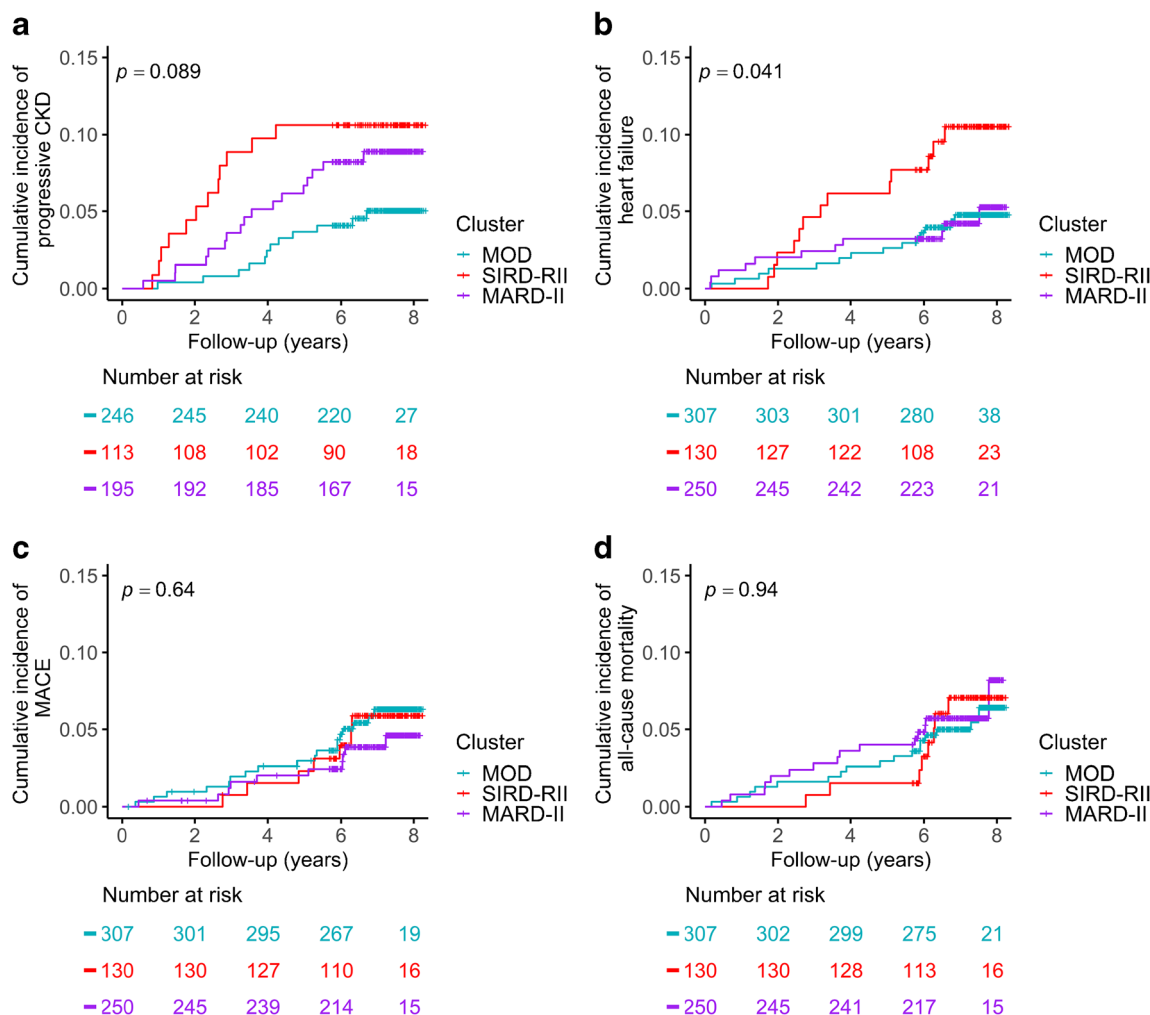 a
Cumulative incidence of
progressive CKD
0.15
0.10
0.05
0.00
p = 0.089
0 2 4 6 8
Follow-up (years)
Cluster
MOD
SIRD-RII
MARD-II
Number at risk
246 245 240 220 27
113 108 102 90 18
195 192 185 167 15
b
Cumulative incidence of
heart failure
0.15
0.10
0.05
0.00
p = 0.041
0 2 4 6 8
Follow-up (years)
Cluster
MOD
SIRD-RII
MARD-II
Number at risk
307 303 301 280 38
130 127 122 108 23
250 245 242 223 21
c
Cumulative incidence of
MACE
0.15
0.10
0.05
0.00
p = 0.64
0 2 4 6 8
Follow-up (years)
Cluster
MOD
SIRD-RII
MARD-II
Number at risk
307 301 295 267 19
130 130 127 110 16
250 245 239 214 15
d
Cumulative incidence of
all-cause mortality
0.15
0.10
0.05
0.00
p = 0.94
0 2 4 6 8
Follow-up (years)
Cluster
MOD
SIRD-RII
MARD-II
Number at risk
307 302 299 275 21
130 130 128 113 16
250 245 241 217 15